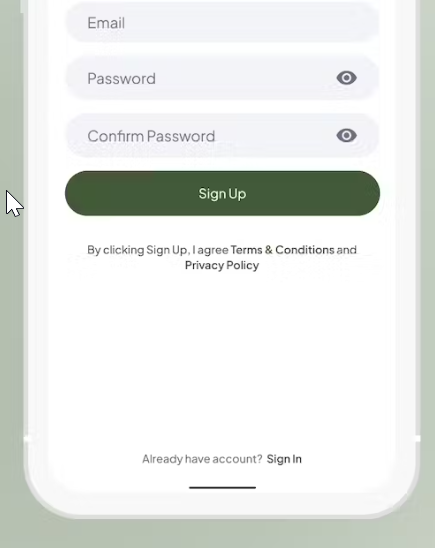 Email
Password
Confirm Password
Sign Up
By clicking Sign Up, I agree Terms & Conditions and
Privacy Policy
Already have account? Sign In